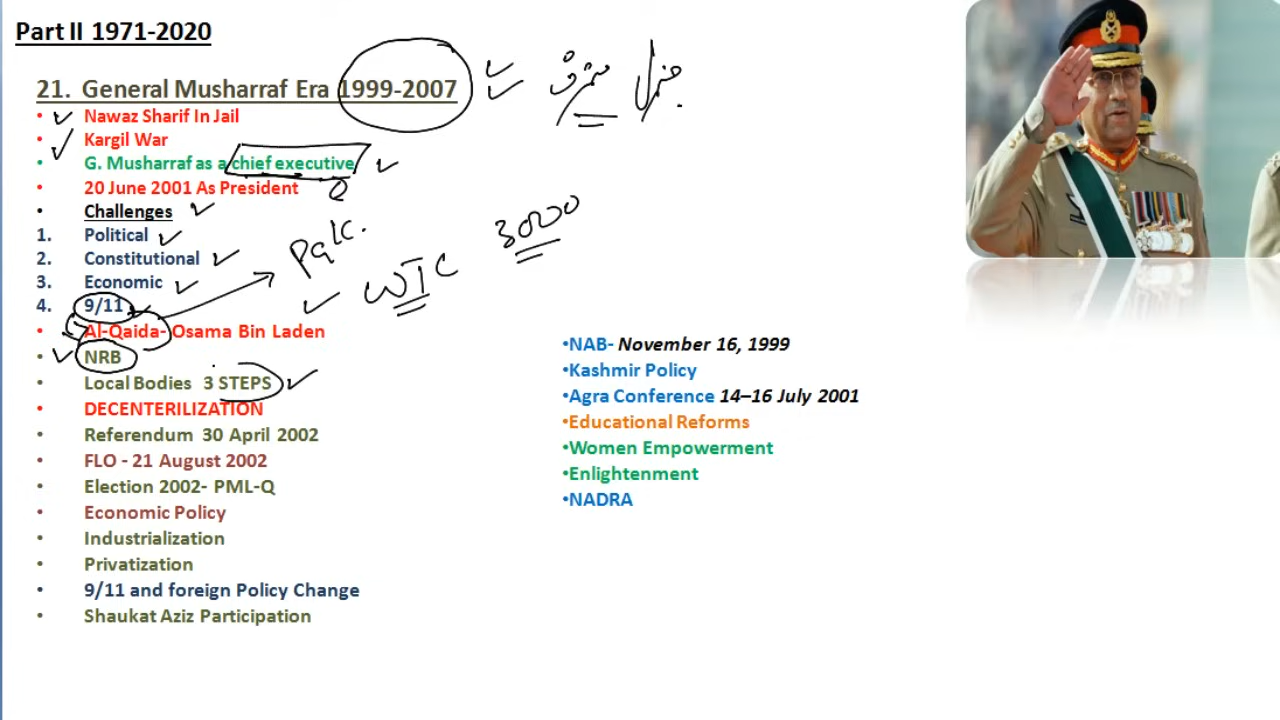 Part II 1971-2020
21. General Musharraf Era 1999-2007
جنرل مشرف
• Nawaz Sharif In Jail
• Kargil War
• G. Musharraf as a chief executive
• 20 June 2001 As President
• Challenges
1. Political
2. Constitutional
3. Economic
4. 9/11
Pak.
WTC 3000
• Al-Qaida- Osama Bin Laden
• NRB
• Local Bodies 3 STEPS
• DECENTERILIZATION
• Referendum 30 April 2002
• FLO - 21 August 2002
• Election 2002- PML-Q
• Economic Policy
• Industrialization
• Privatization
• 9/11 and foreign Policy Change
• Shaukat Aziz Participation
•NAB- November 16, 1999
•Kashmir Policy
•Agra Conference 14–16 July 2001
•Educational Reforms
•Women Empowerment
•Enlightenment
•NADRA